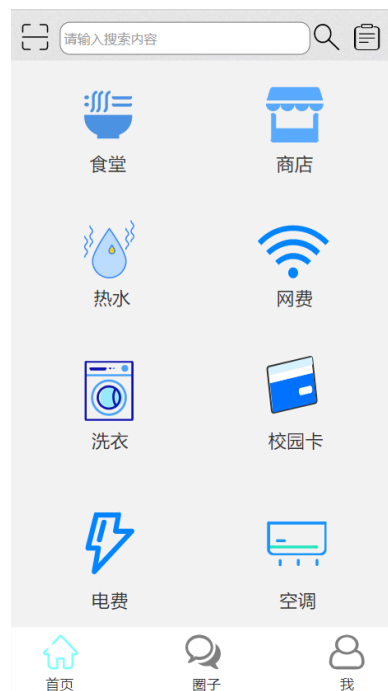 请输入搜索内容
食堂
商店
热水
网费
洗衣
校园卡
电费
空调
首页
圈子
我